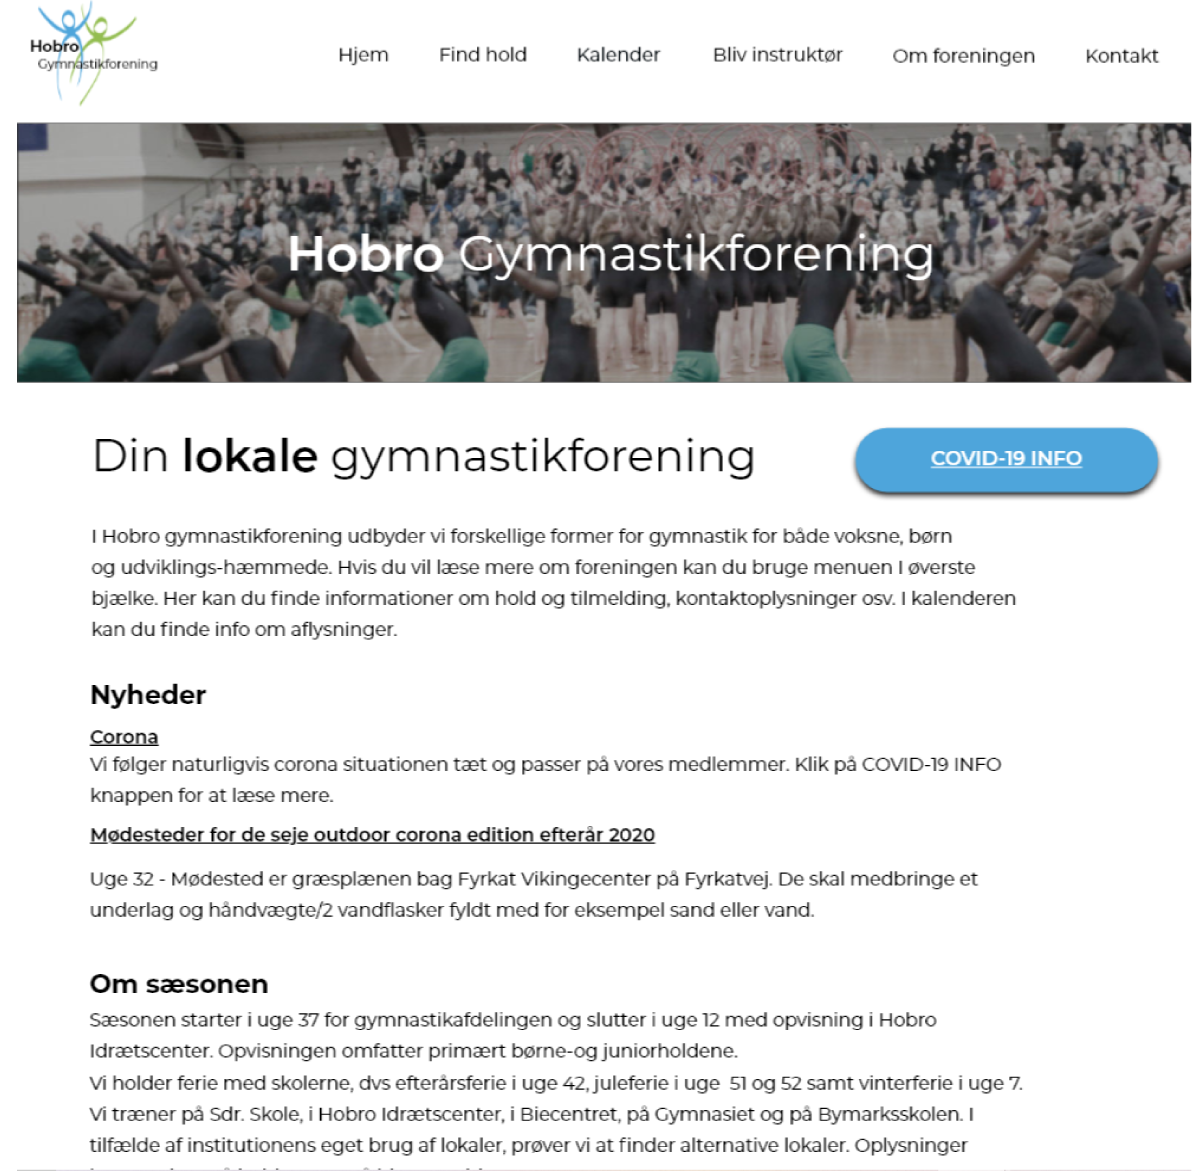 Hobro
Gymnastikforening
Hjem Find hold Kalender Bliv instruktør Om foreningen Kontakt
Hobro Gymnastikforening
Din lokale gymnastikforening
COVID-19 INFO
I Hobro gymnastikforening udbyder vi forskellige former for gymnastik for både voksne, børn
og udviklings-hæmmede. Hvis du vil læse mere om foreningen kan du bruge menuen I øverste
bjælke. Her kan du finde informationer om hold og tilmelding, kontaktoplysninger osv. I kalenderen
kan du finde info om aflysninger.
Nyheder
Corona
Vi følger naturligvis corona situationen tæt og passer på vores medlemmer. Klik på COVID-19 INFO
knappen for at læse mere.
Mødesteder for de seje outdoor corona edition efterår 2020
Uge 32 - Mødested er græsplænen bag Fyrkat Vikingecenter på Fyrkatvej. De skal medbringe et
underlag og håndvægte/2 vandflasker fyldt med for eksempel sand eller vand.
Om sæsonen
Sæsonen starter i uge 37 for gymnastikafdelingen og slutter i uge 12 med opvisning i Hobro
Idrætscenter. Opvisningen omfatter primært børne-og juniorholdene.
Vi holder ferie med skolerne, dvs efterårsferie i uge 42, juleferie i uge 51 og 52 samt vinterferie i uge 7.
Vi træner på Sdr. Skole, i Hobro Idrætscenter, i Biecentret, på Gymnasiet og på Bymarksskolen. I
tilfælde af institutionens eget brug af lokaler, prøver vi at finder alternative lokaler. Oplysninger